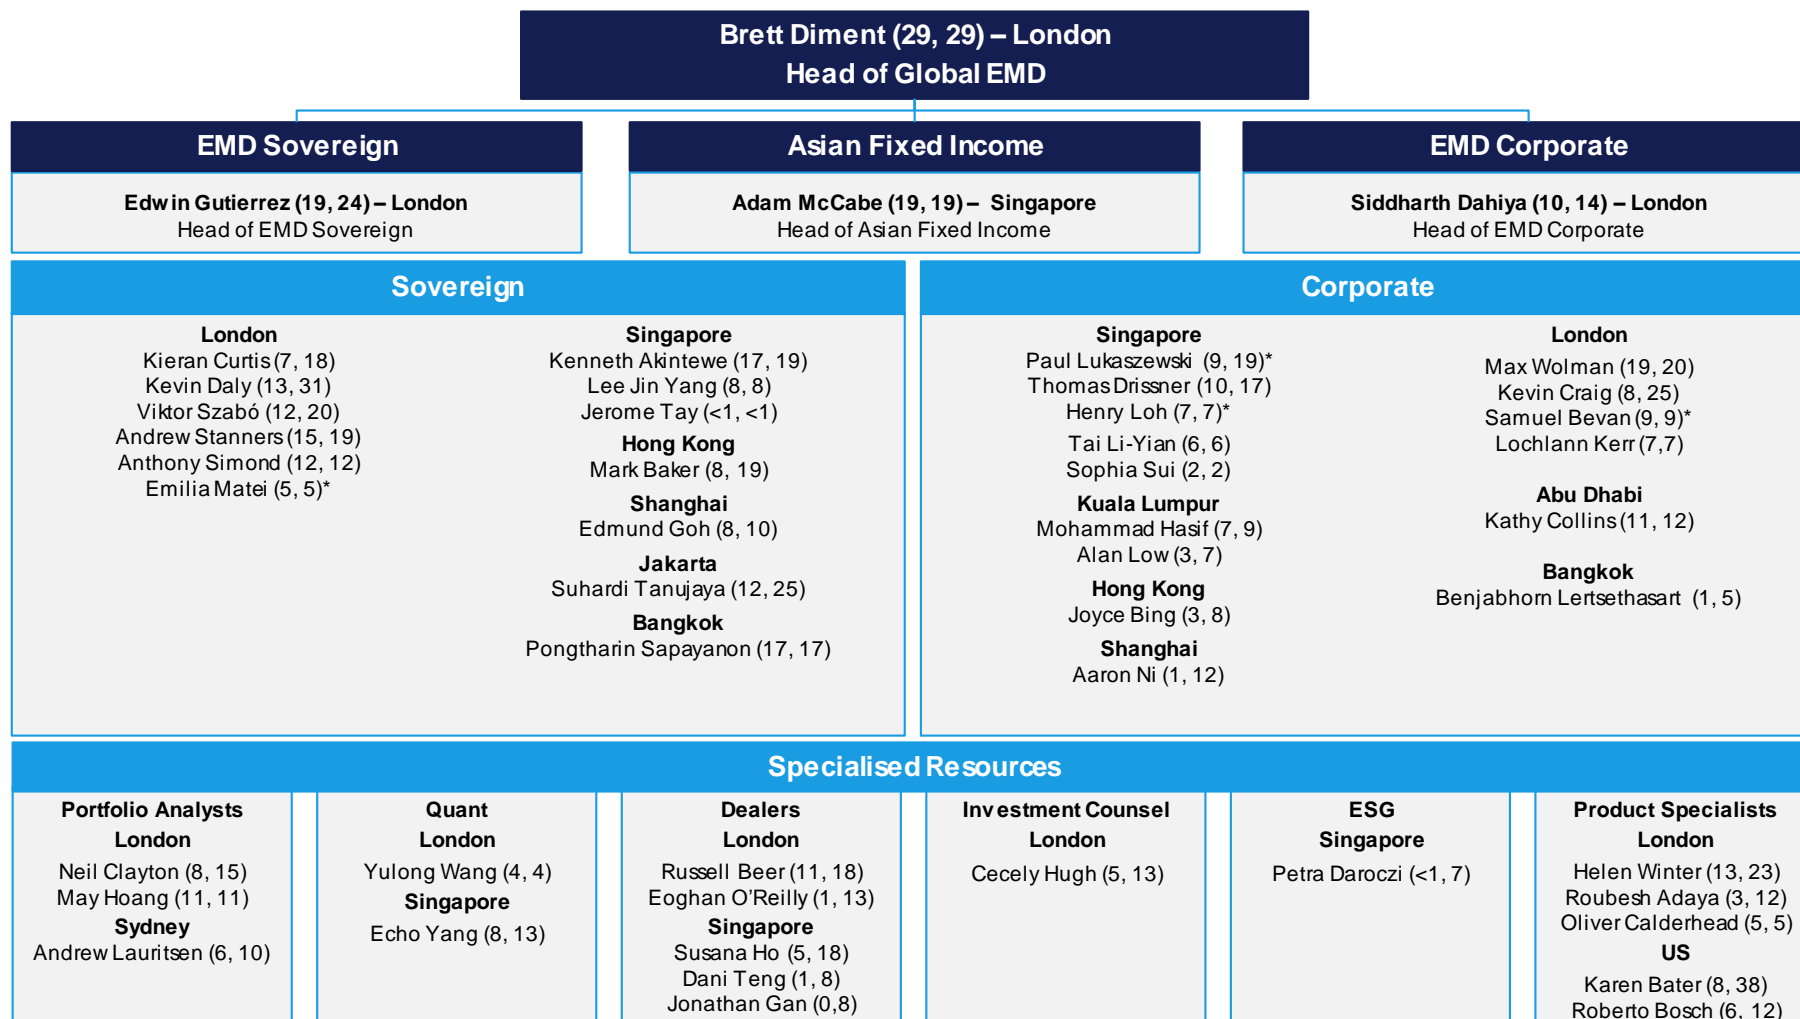 Brett Diment (29, 29) – London
Head of Global EMD
EMD Sovereign
Edwin Gutierrez (19, 24) – London
Head of EMD Sovereign
Asian Fixed Income
Adam McCabe (19, 19) – Singapore
Head of Asian Fixed Income
EMD Corporate
Siddharth Dahiya (10, 14) – London
Head of EMD Corporate
Sovereign
London
Kieran Curtis (7, 18)
Kevin Daly (13, 31)
Viktor Szabó (12, 20)
Andrew Stanners (15, 19)
Anthony Simond (12, 12)
Emilia Matei (5, 5)*
Singapore
Kenneth Akintewe (17, 19)
Lee Jin Yang (8, 8)
Jerome Tay (<1, <1)
Hong Kong
Mark Baker (8, 19)
Shanghai
Edmund Goh (8, 10)
Jakarta
Suhardi Tanujaya (12, 25)
Bangkok
Pongtharin Sapayanon (17, 17)
Corporate
Singapore
Paul Lukaszewski (9, 19)*
Thomas Drissner (10, 17)
Henry Loh (7, 7)*
Tai Li-Yian (6, 6)
Sophia Sui (2, 2)
Kuala Lumpur
Mohammad Hasif (7, 9)
Alan Low (3, 7)
Hong Kong
Joyce Bing (3, 8)
Shanghai
Aaron Ni (1, 12)
London
Max Wolman (19, 20)
Kevin Craig (8, 25)
Samuel Bevan (9, 9)*
Lochlann Kerr (7,7)
Abu Dhabi
Kathy Collins (11, 12)
Bangkok
Benjabhorn Lertsethasart (1, 5)
Specialised Resources
Portfolio Analysts
London
Neil Clayton (8, 15)
May Hoang (11, 11)
Sydney
Andrew Lauritsen (6, 10)
Quant
London
Yulong Wang (4, 4)
Singapore
Echo Yang (8, 13)
Dealers
London
Russell Beer (11, 18)
Eoghan O'Reilly (1, 13)
Singapore
Susana Ho (5, 18)
Dani Teng (1, 8)
Jonathan Gan (0,8)
Investment Counsel
London
Cecely Hugh (5, 13)
ESG
Singapore
Petra Daroczi (<1, 7)
Product Specialists
London
Helen Winter (13, 23)
Roubesh Adaya (3, 12)
Oliver Calderhead (5, 5)
US
Karen Bater (8, 38)
Roberto Bosch (6, 12)